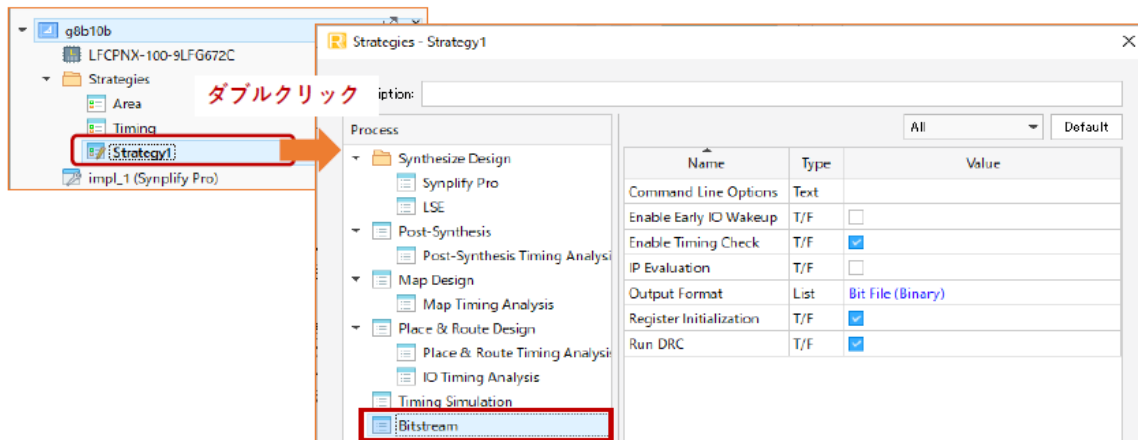 g8b10b
LFCPNX-100-9LFG672C
Strategies
Area
Timing
Strategy1
impl_1 (Synplify Pro)
ダブルクリック
Strategies - Strategy1
iption:
Process
Synthesize Design
Synplify Pro
LSE
Post-Synthesis
Post-Synthesis Timing Analysi
Map Design
Map Timing Analysis
Place & Route Design
Place & Route Timing Analysis
IO Timing Analysis
Timing Simulation
Bitstream
All Default
Name Type Value
Command Line Options Text
Enable Early IO Wakeup T/F
Enable Timing Check T/F
IP Evaluation T/F
Output Format List Bit File (Binary)
Register Initialization T/F
Run DRC T/F